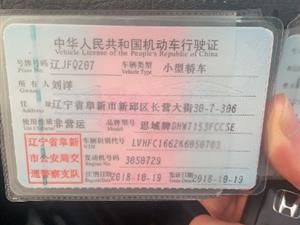 中华人民共和国机动车行驶证
Vehicle License of the People's Republic of China
号牌号码 辽JFQ207 车辆类型 小型轿车
Plate No. Vehicle Type
所有人 刘洋
辽宁省阜新市新邱区长营大街30-7-306
使用性质 非营运 品牌型号 思域牌DHW7153FCCSE
辽宁省阜新
市公安局交
通警察支队
车辆识别代号 LVHFC1662K6050703
VIN
发动机号码 3050729
注册日期 2018-10-19 发证日期 2018-10-19